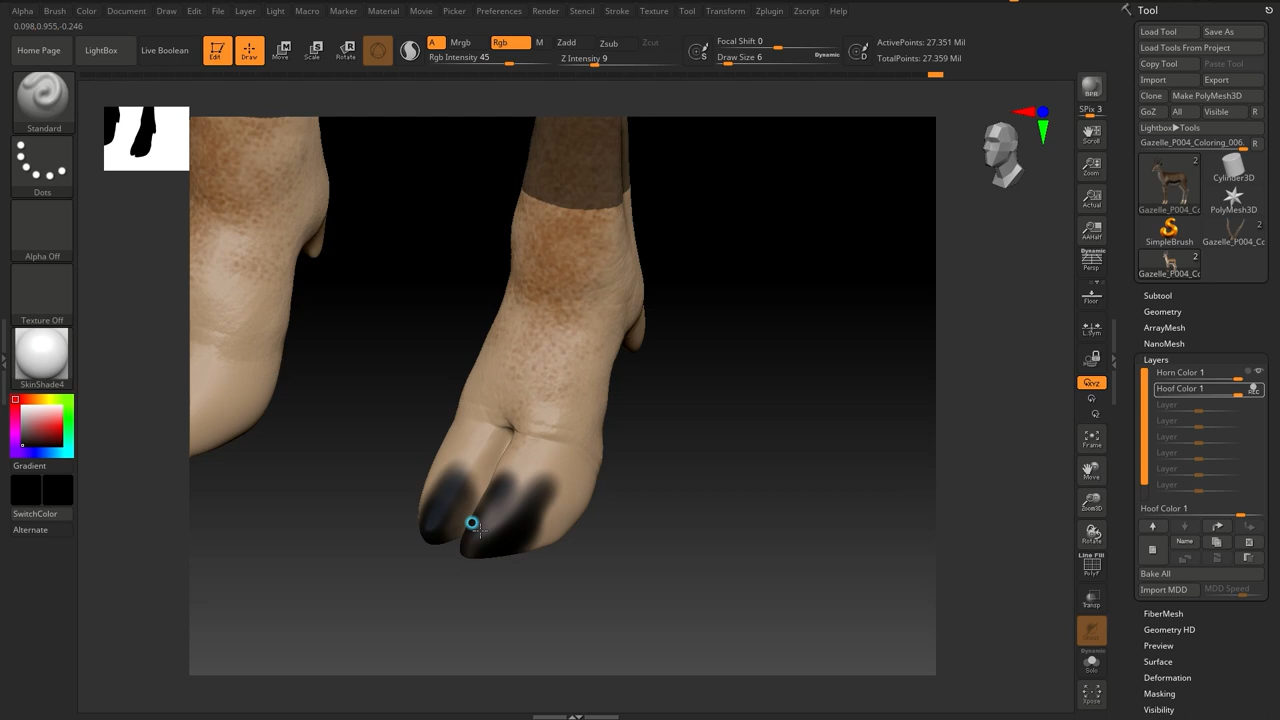 Alpha Brush Color Document Draw Edit File Layer Light Macro Marker Material Movie Picker Preferences Render Stencil Stroke Texture Tool Transform Zplugin Zscript Help
0.098,0.955,-0.246
Home Page
LightBox
Live Boolean
Edit
Draw
Move
Scale
Rotate
A
Mrgb
Rgb
M
Rgb Intensity 45
Zadd
Zsub
Zcut
Z Intensity 9
S
Focal Shift 0
Draw Size 6
Dynamic
D
ActivePoints: 27.351 Mil
TotalPoints: 27.359 Mil
Standard
Dots
Alpha Off
Texture Off
SkinShade4
Gradient
SwitchColor
Alternate
BPR
SPix 3
Scroll
Zoom
Actual
AAHalf
Dynamic
Persp
Floor
L.Sym
XYZ
Frame
Move
Zoom3D
Rotate
Line Fill
PolyF
Transp
Ghost
Dynamic
Solo
Xpose
Tool
Load Tool
Save As
Load Tools From Project
Copy Tool
Paste Tool
Import
Export
Clone
Make PolyMesh3D
GoZ
All
Visible
R
Lightbox▶Tools
Gazelle_P004_Coloring_006.
R
2
Gazelle_P004_Cc
Cylinder3D
PolyMesh3D
SimpleBrush
2
Gazelle_P004_Cc
2
Gazelle_P004_Cc
Subtool
Geometry
ArrayMesh
NanoMesh
Layers
Horn Color 1
Hoof Color 1
REC
Layer
Layer
Layer
Layer
Layer
Layer
Hoof Color 1
Name
Bake All
Import MDD
MDD Speed
FiberMesh
Geometry HD
Preview
Surface
Deformation
Masking
Visibility